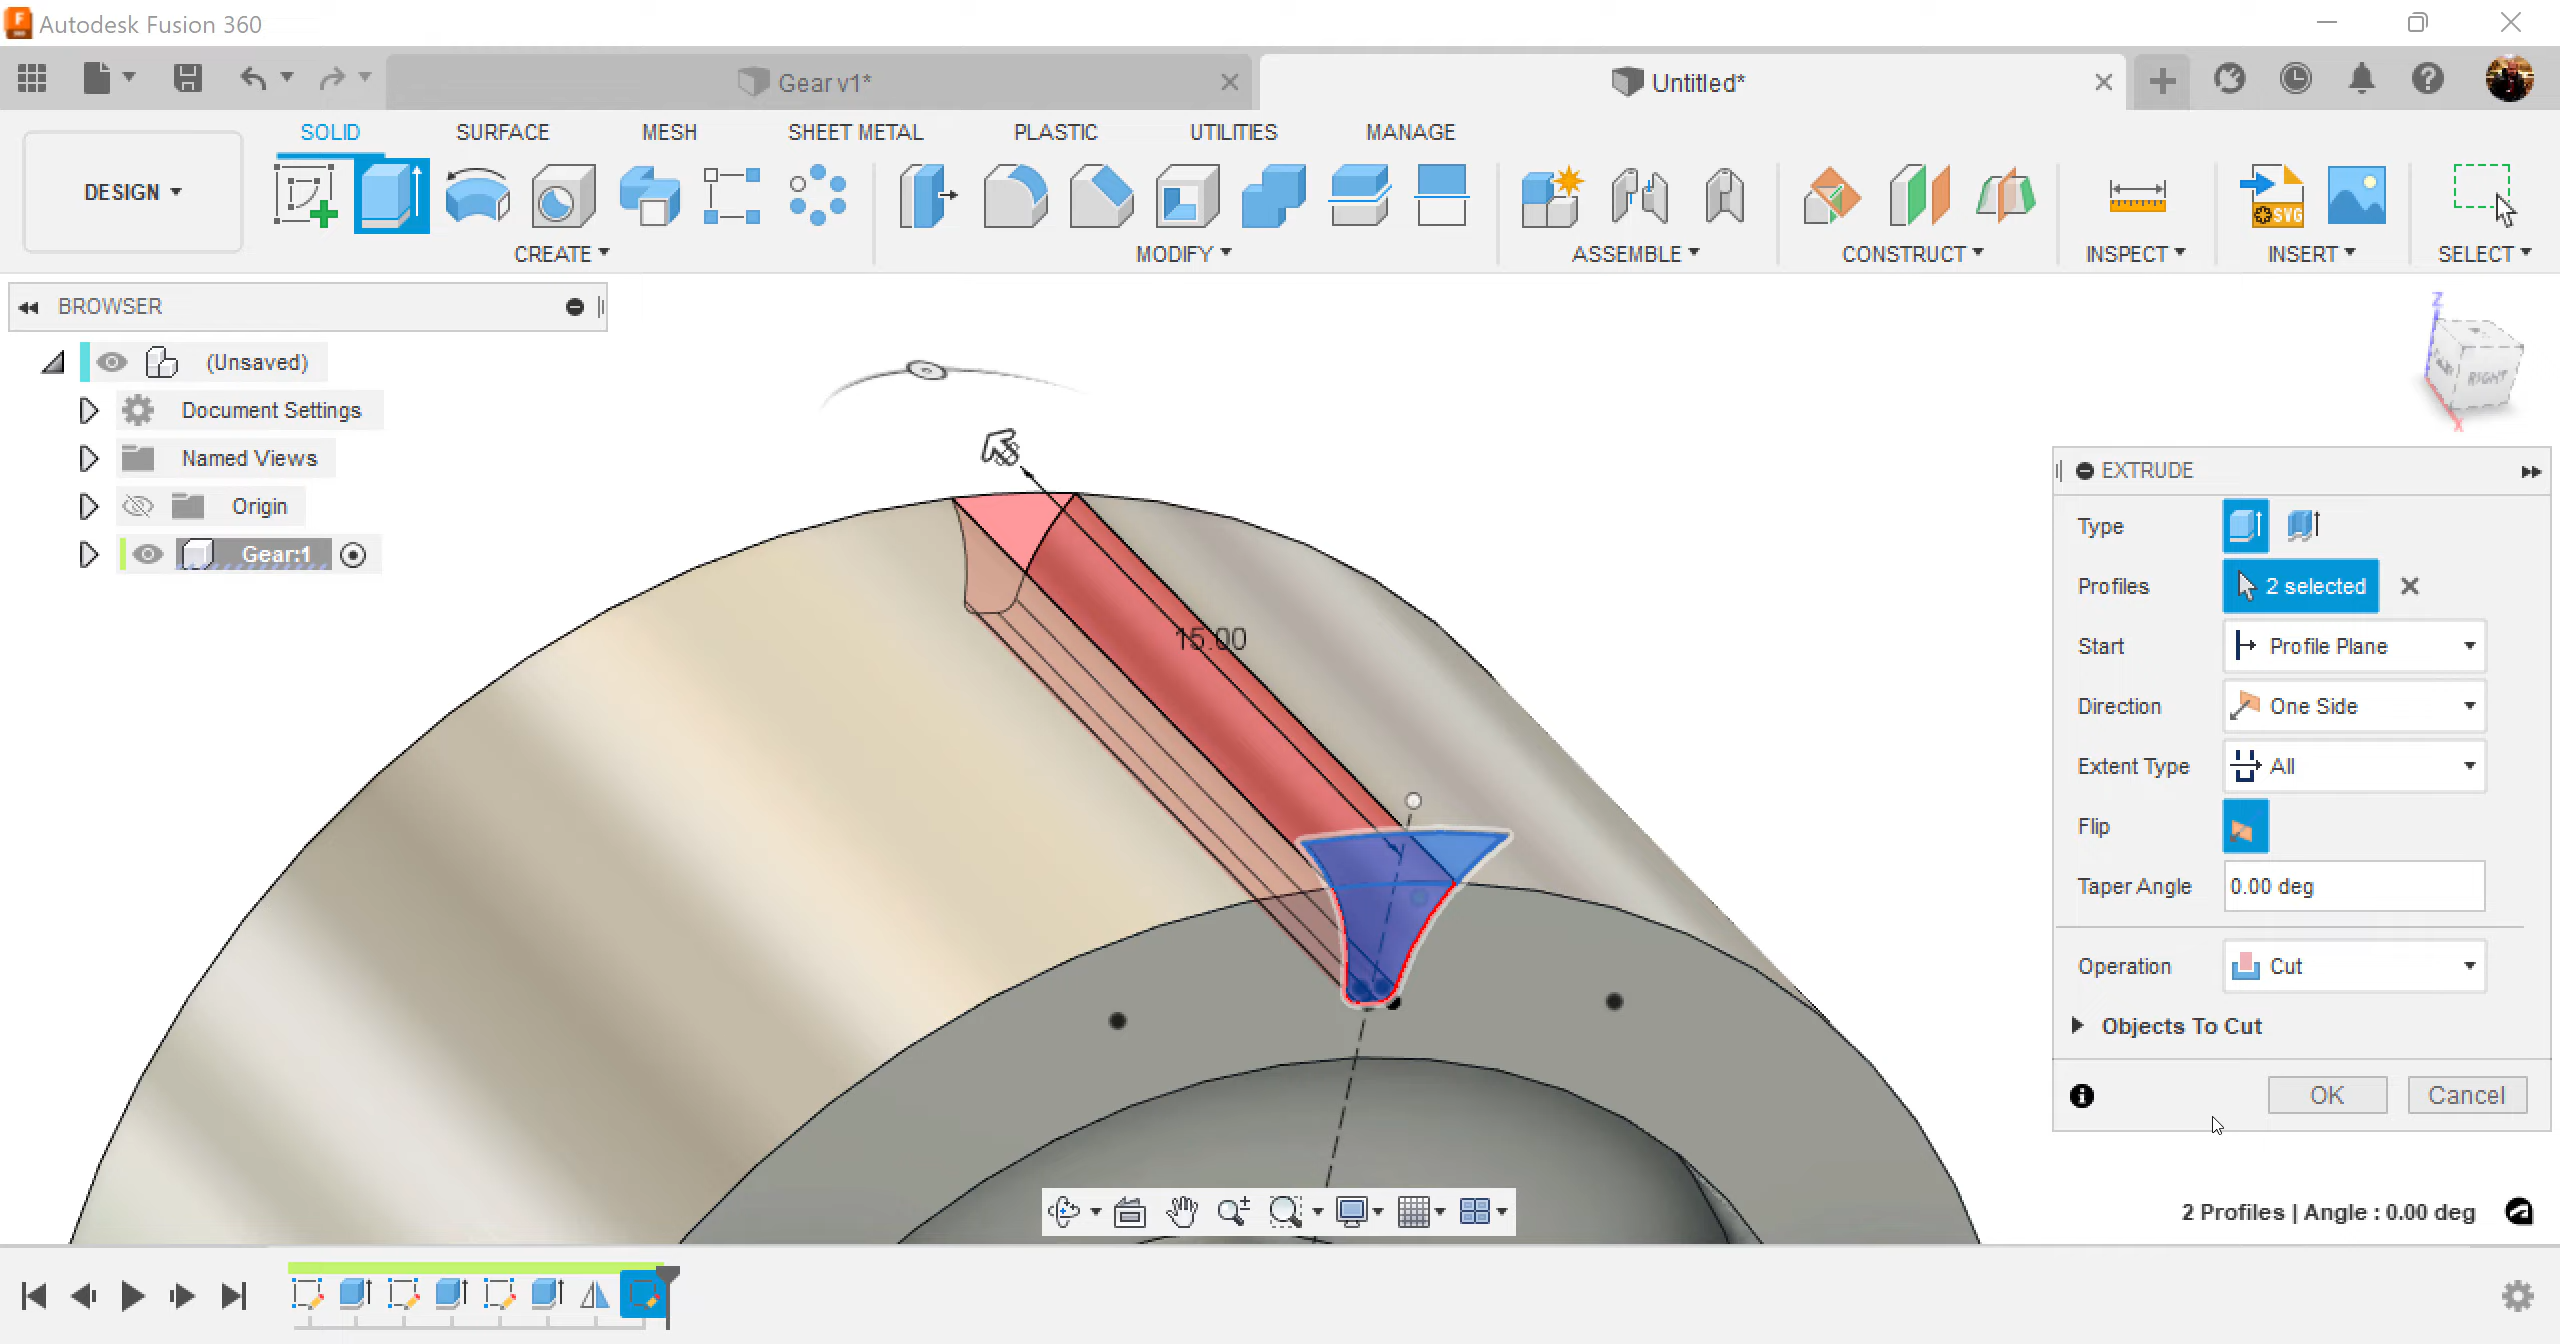 Autodesk Fusion 360
Gear v1*
Untitled*
DESIGN
SOLID SURFACE MESH SHEET METAL PLASTIC UTILITIES MANAGE
SVG
CREATE MODIFY ASSEMBLE CONSTRUCT INSPECT INSERT SELECT
BROWSER
(Unsaved)
Document Settings
Named Views
Origin
Gear:1
Z
RIGHT
X
15.00
EXTRUDE
Type
Profiles 2 selected
Start Profile Plane
Direction One Side
Extent Type All
Flip
Taper Angle 0.00 deg
Operation Cut
Objects To Cut
OK Cancel
2 Profiles | Angle : 0.00 deg